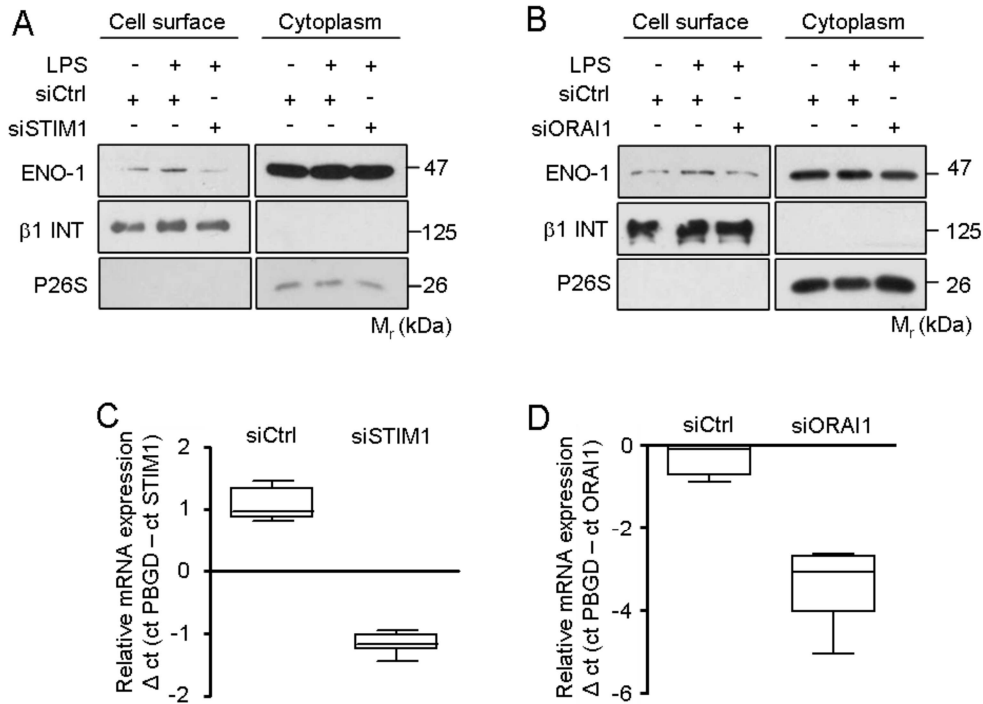 A
Cell surface Cytoplasm
LPS - + + - + +
siCtrl + + - + + -
siSTIM1 - - + - - +
ENO-1 47
β1 INT 125
P26S 26
Mr (kDa)
B
Cell surface Cytoplasm
LPS - + + - + +
siCtrl + + - + + -
siORAI1 - - + - - +
ENO-1 47
β1 INT 125
P26S 26
Mr (kDa)
C
siCtrl siSTIM1
Relative mRNA expression
Δ ct (ct PBGD – ct STIM1)
2
1
0
-1
-2
D
siCtrl siORAI1
Relative mRNA expression
Δ ct (ct PBGD – ct ORAI1)
0
-2
-4
-6